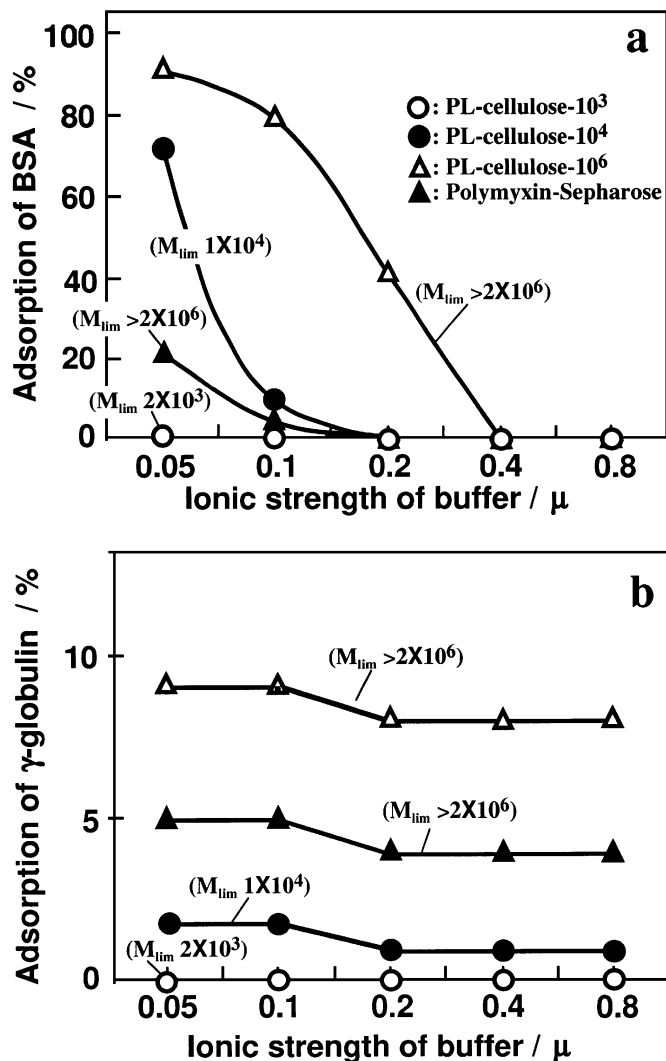 a
100
80
60
40
20
0
Adsorption of BSA / %
○: PL-cellulose-10³
●: PL-cellulose-10⁴
△: PL-cellulose-10⁶
▲: Polymyxin-Sepharose
(Mlim 1X10⁴)
(Mlim >2X10⁶)
(Mlim >2X10⁶)
(Mlim 2X10³)
0.05 0.1 0.2 0.4 0.8
Ionic strength of buffer / μ
b
10
5
0
Adsorption of γ-globulin / %
(Mlim >2X10⁶)
(Mlim >2X10⁶)
(Mlim 1X10⁴)
(Mlim 2X10³)
0.05 0.1 0.2 0.4 0.8
Ionic strength of buffer / μ